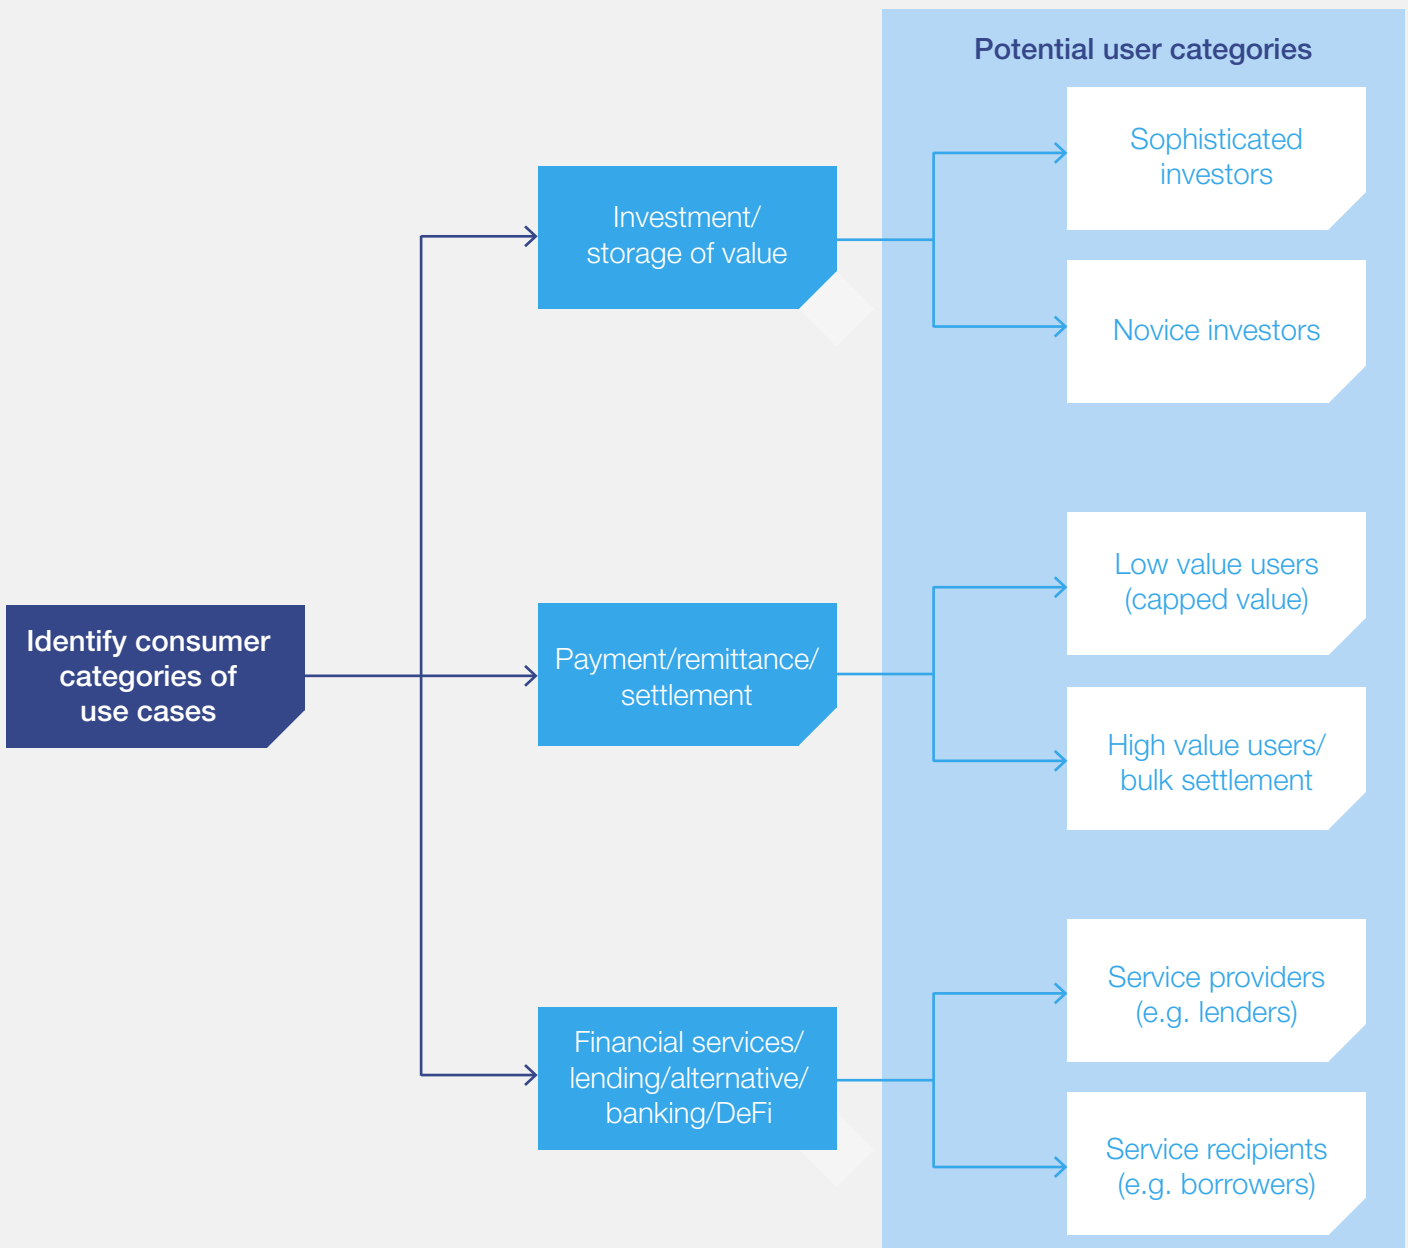 Potential user categories
Sophisticated
investors
Investment/
storage of value
Novice investors
Low value users
(capped value)
Identify consumer
categories of
use cases
Payment/remittance/
settlement
High value users/
bulk settlement
Service providers
(e.g. lenders)
Financial services/
lending/alternative/
banking/DeFi
Service recipients
(e.g. borrowers)